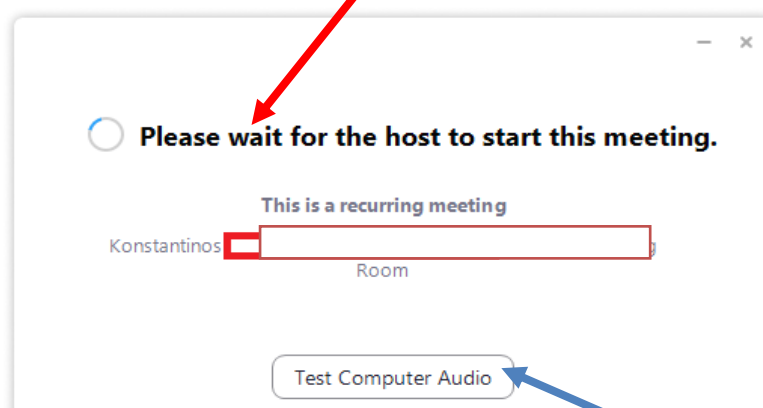 Please wait for the host to start this meeting.
This is a recurring meeting
Konstantinos
Room
Test Computer Audio